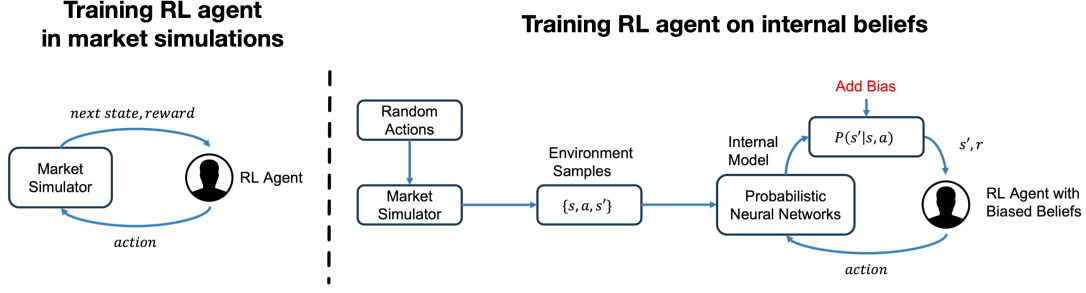 Training RL agent
in market simulations
next state, reward
Market
Simulator
RL Agent
action
Training RL agent on internal beliefs
Random
Actions
Market
Simulator
Environment
Samples
{s, a, s′}
Internal
Model
Probabilistic
Neural Networks
Add Bias
P(s′|s, a)
s′, r
RL Agent with
Biased Beliefs
action